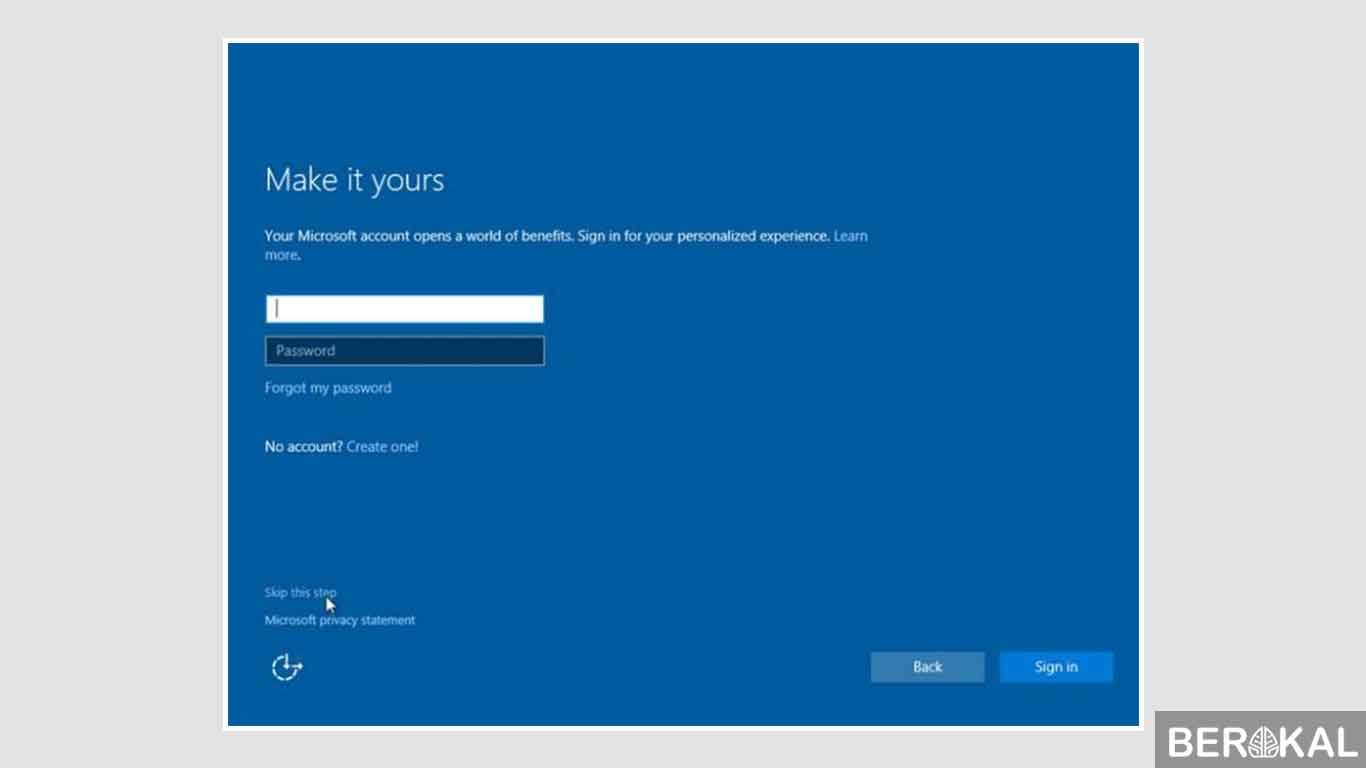 Make it yours
Your Microsoft account opens a world of benefits. Sign in for your personalized experience. Learn
more.
Password
Forgot my password
No account? Create one!
Skip this step
Microsoft privacy statement
Back
Sign in
BEROKAL